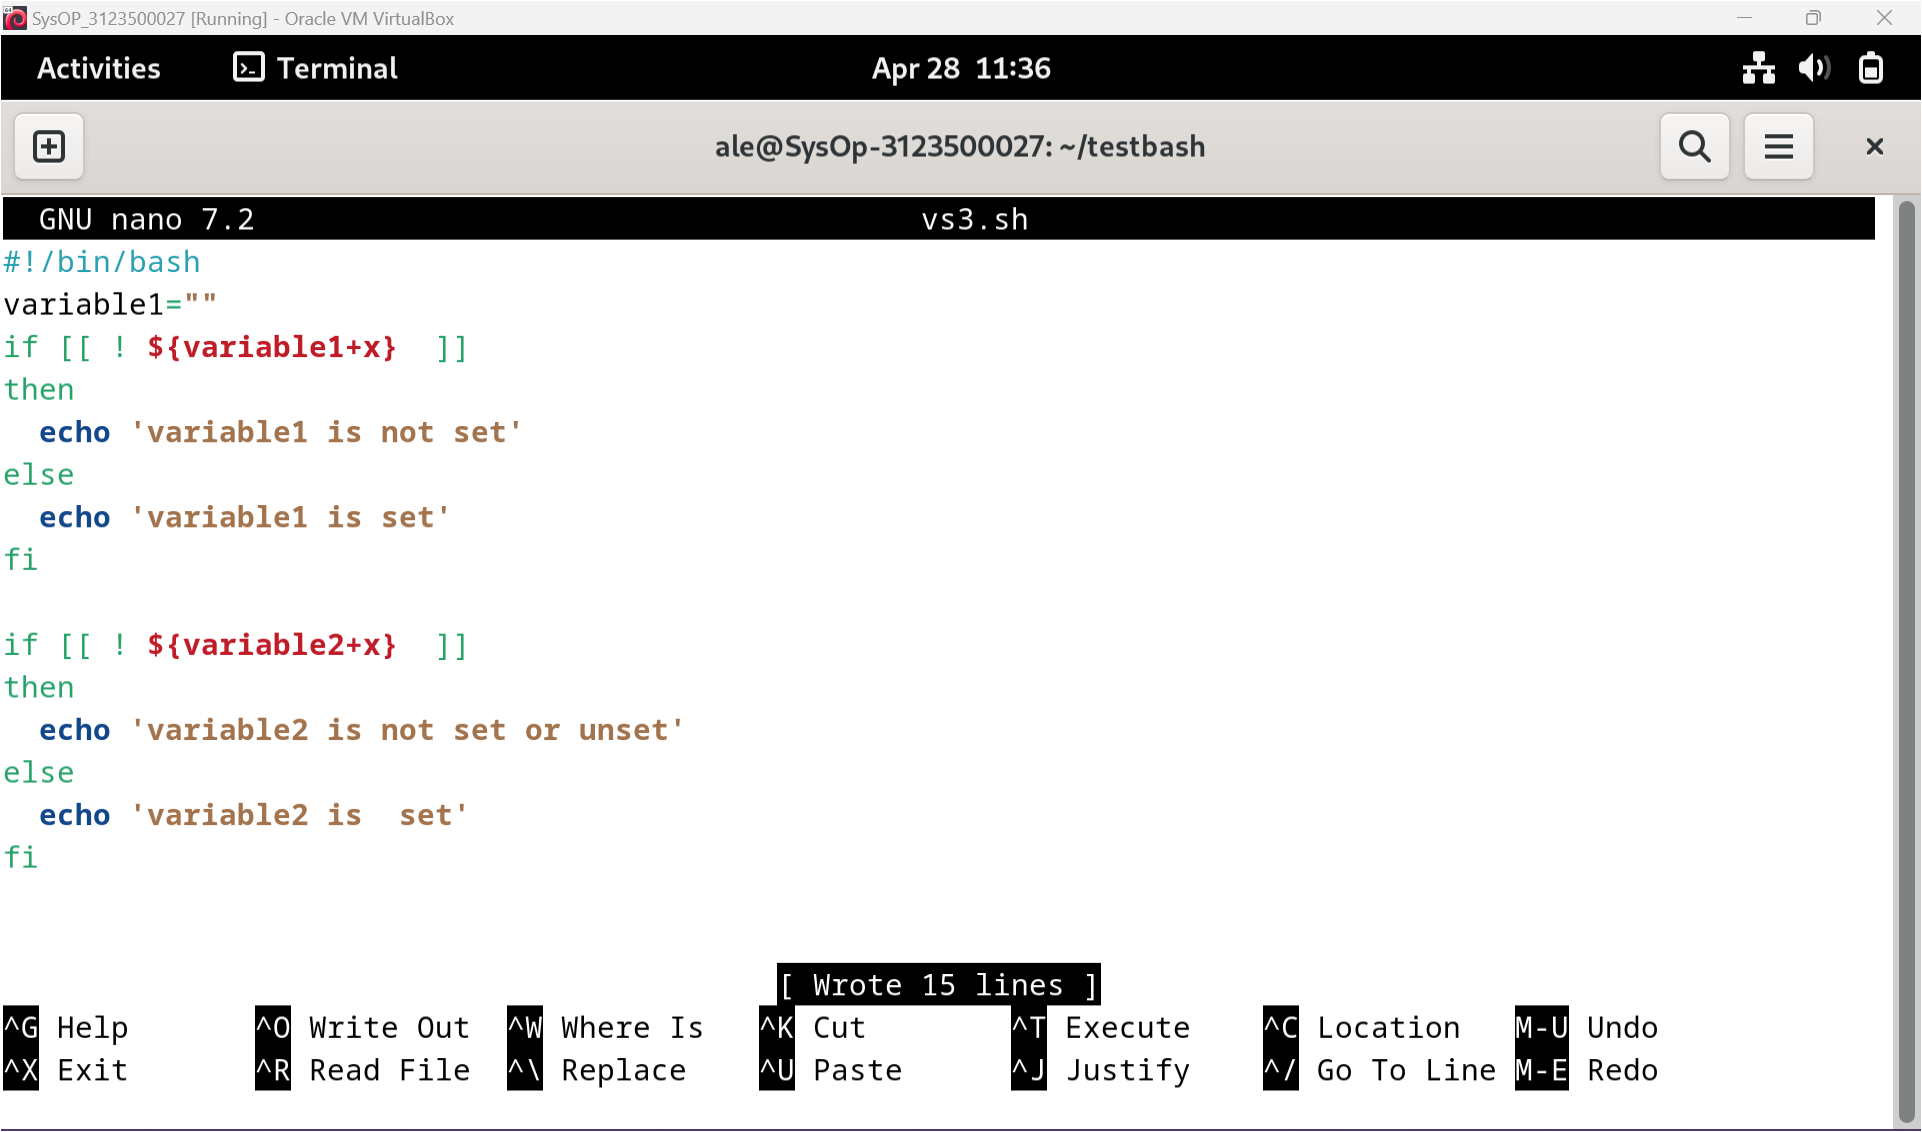 SysOP_3123500027 [Running] - Oracle VM VirtualBox
Activities Terminal Apr 28 11:36
ale@SysOp-3123500027: ~/testbash
GNU nano 7.2 vs3.sh
#!/bin/bash
variable1=""
if [[ ! ${variable1+x}  ]]
then
  echo 'variable1 is not set'
else
  echo 'variable1 is set'
fi

if [[ ! ${variable2+x}  ]]
then
  echo 'variable2 is not set or unset'
else
  echo 'variable2 is  set'
fi
[ Wrote 15 lines ]
^G Help ^O Write Out ^W Where Is ^K Cut ^T Execute ^C Location M-U Undo
^X Exit ^R Read File ^\ Replace ^U Paste ^J Justify ^/ Go To Line M-E Redo